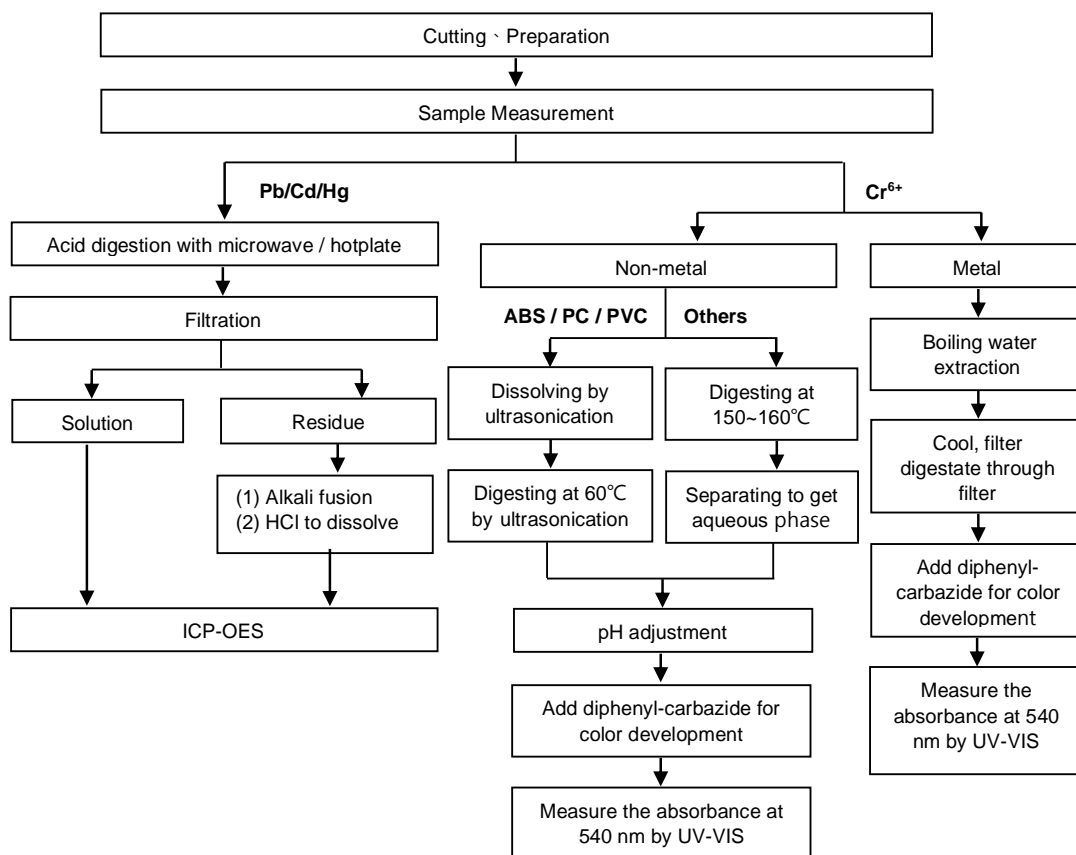 Cutting、Preparation
Sample Measurement
Pb/Cd/Hg
Acid digestion with microwave / hotplate
Filtration
Solution
Residue
(1) Alkali fusion
(2) HCl to dissolve
ICP-OES
Cr⁶⁺
Non-metal
ABS / PC / PVC
Others
Dissolving by
ultrasonication
Digesting at 60℃
by ultrasonication
Digesting at
150~160℃
Separating to get
aqueous phase
pH adjustment
Add diphenyl-carbazide for
color development
Measure the absorbance at
540 nm by UV-VIS
Metal
Boiling water
extraction
Cool, filter
digestate through
filter
Add diphenyl-
carbazide for color
development
Measure the
absorbance at 540
nm by UV-VIS